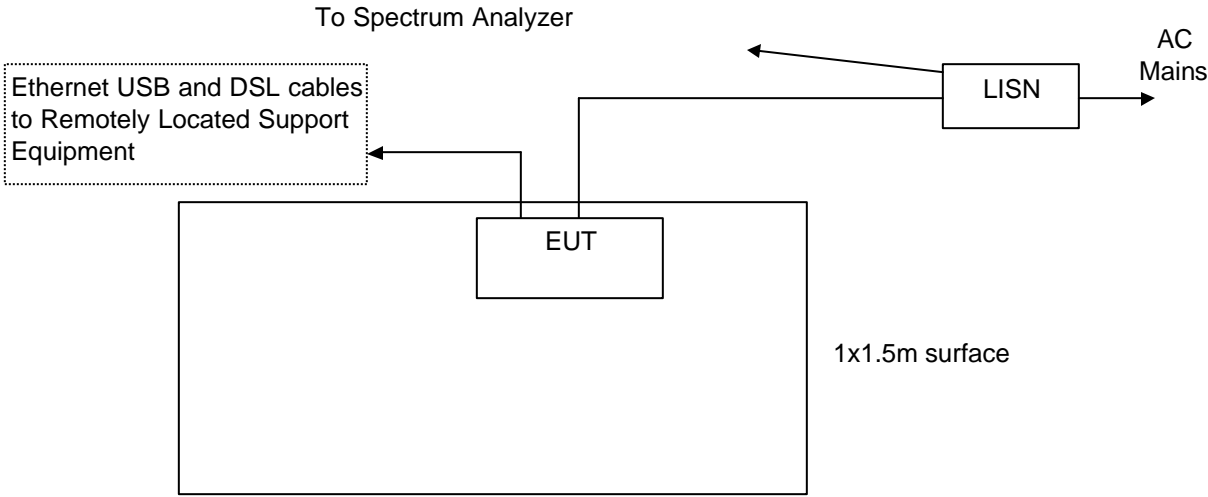 To Spectrum Analyzer
AC
Mains
LISN
Ethernet USB and DSL cables
to Remotely Located Support
Equipment
EUT
1x1.5m surface